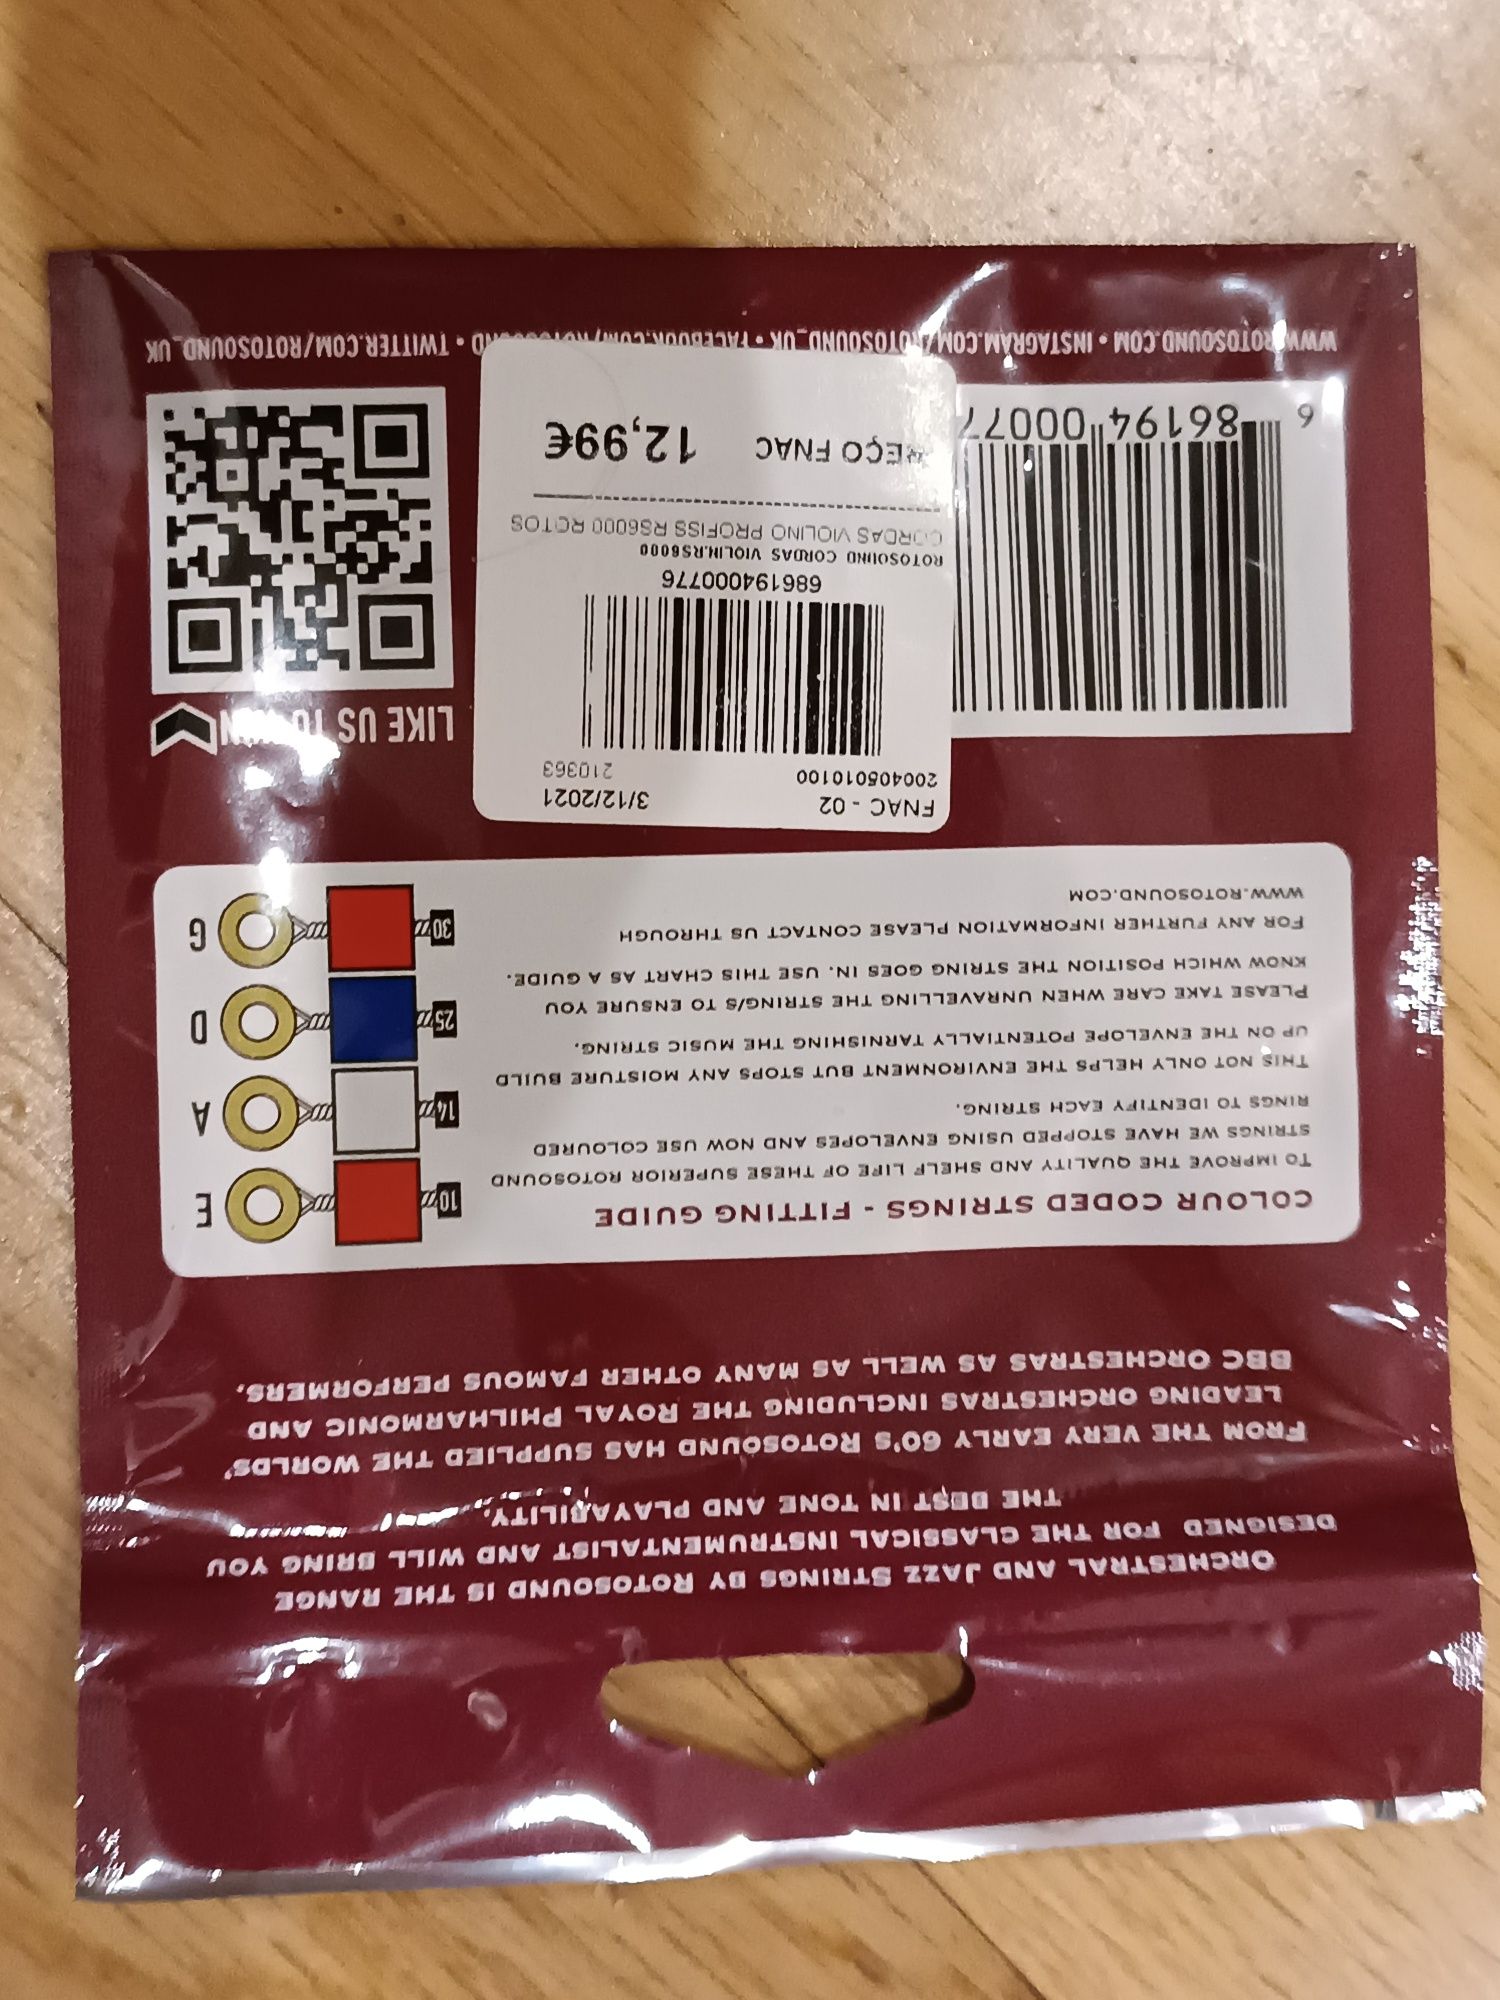 ORCHESTRAL AND JAZZ STRINGS BY ROTOSOUND IS THE RANGE
DESIGNED FOR THE CLASSICAL INSTRUMENTALIST AND WILL BRING YOU
THE BEST IN TONE AND PLAYABILITY.
FROM THE VERY EARLY 60'S ROTOSOUND HAS SUPPLIED THE WORLDS'
LEADING ORCHESTRAS INCLUDING THE ROYAL PHILHARMONIC AND
BBC ORCHESTRAS AS WELL AS MANY OTHER FAMOUS PERFORMERS.
COLOUR CODED STRINGS - FITTING GUIDE
TO IMPROVE THE QUALITY AND SHELF LIFE OF THESE SUPERIOR ROTOSOUND
STRINGS WE HAVE STOPPED USING ENVELOPES AND NOW USE COLOURED
RINGS TO IDENTIFY EACH STRING.
THIS NOT ONLY HELPS THE ENVIRONMENT BUT STOPS ANY MOISTURE BUILD
UP ON THE ENVELOPE POTENTIALLY TARNISHING THE MUSIC STRING.
PLEASE TAKE CARE WHEN UNRAVELLING THE STRING/S TO ENSURE YOU
KNOW WHICH POSITION THE STRING GOES IN. USE THIS CHART AS A GUIDE.
FOR ANY FURTHER INFORMATION PLEASE CONTACT US THROUGH
WWW.ROTOSOUND.COM
10 E
14 A
25 D
30 G
FNAC - 02 3/12/2021
200405010100 210363
686194000776
ROTOSOUND CORDAS VIOLIN.RS6000
CORDAS VIOLINO PROFISS RS6000 ROTOS
REÇO FNAC 12,99€
6 86194 00077
LIKE US TO WIN
WWW.ROTOSOUND.COM • INSTAGRAM.COM/ROTOSOUND_UK • FACEBOOK.COM/ROTOSOUND • TWITTER.COM/ROTOSOUND_UK